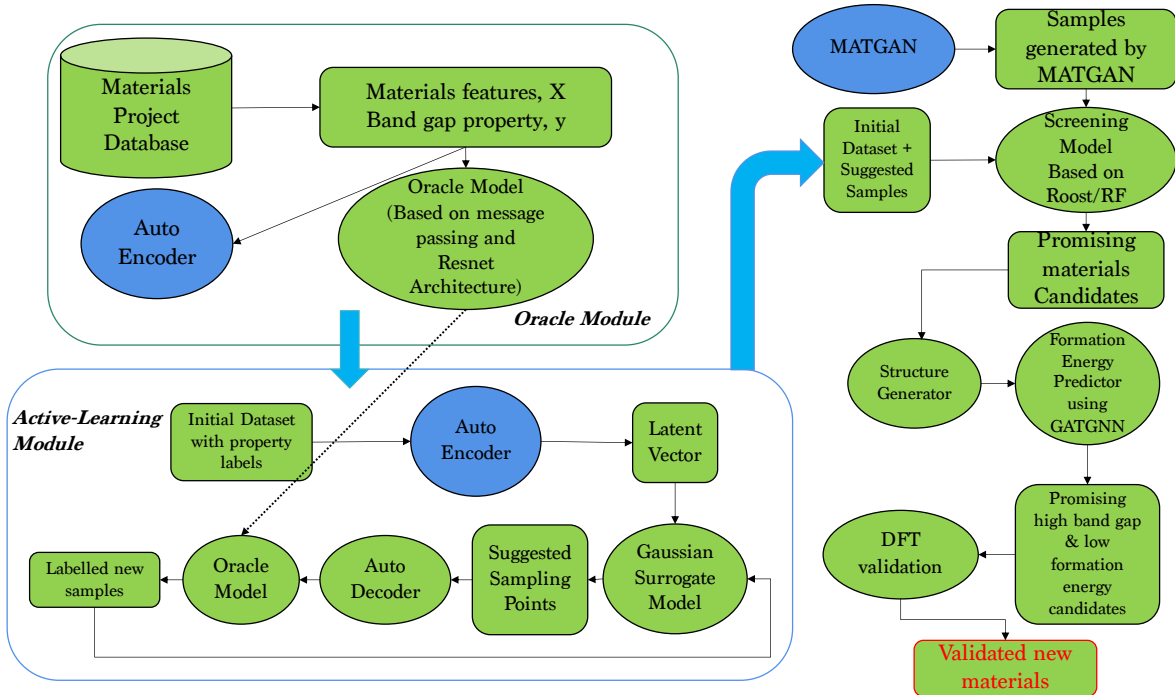 Materials
Project
Database
Materials features, X
Band gap property, y
Auto
Encoder
Oracle Model
(Based on message
passing and
Resnet
Architecture)
Oracle Module
Active-Learning
Module
Initial Dataset
with property
labels
Auto
Encoder
Latent
Vector
Labelled new
samples
Oracle
Model
Auto
Decoder
Suggested
Sampling
Points
Gaussian
Surrogate
Model
MATGAN
Samples
generated by
MATGAN
Initial
Dataset +
Suggested
Samples
Screening
Model
Based on
Roost/RF
Promising
materials
Candidates
Structure
Generator
Formation
Energy
Predictor
using
GATGNN
DFT
validation
Promising
high band gap
& low
formation
energy
candidates
Validated new
materials